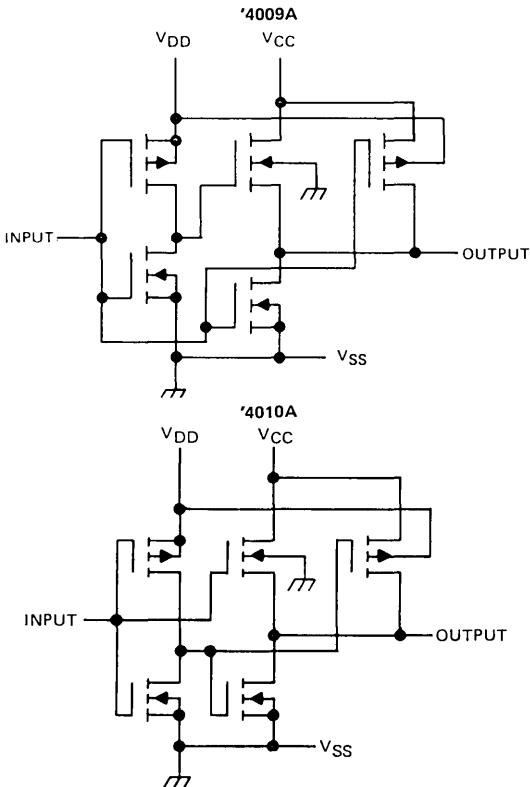 '4009A
VDD
VCC
INPUT
OUTPUT
VSS
'4010A
VDD
VCC
INPUT
OUTPUT
VSS